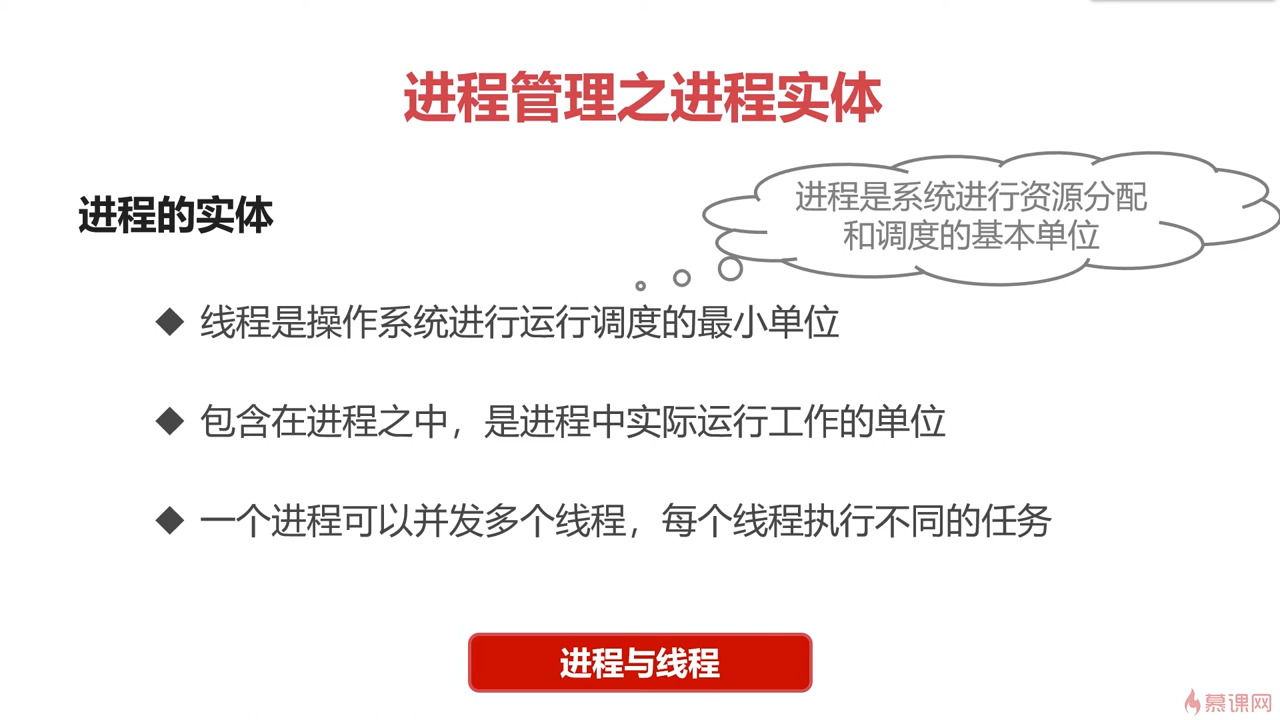 进程管理之进程实体
进程的实体
进程是系统进行资源分配
和调度的基本单位
◆ 线程是操作系统进行运行调度的最小单位
◆ 包含在进程之中，是进程中实际运行工作的单位
◆ 一个进程可以并发多个线程，每个线程执行不同的任务
进程与线程
慕课网